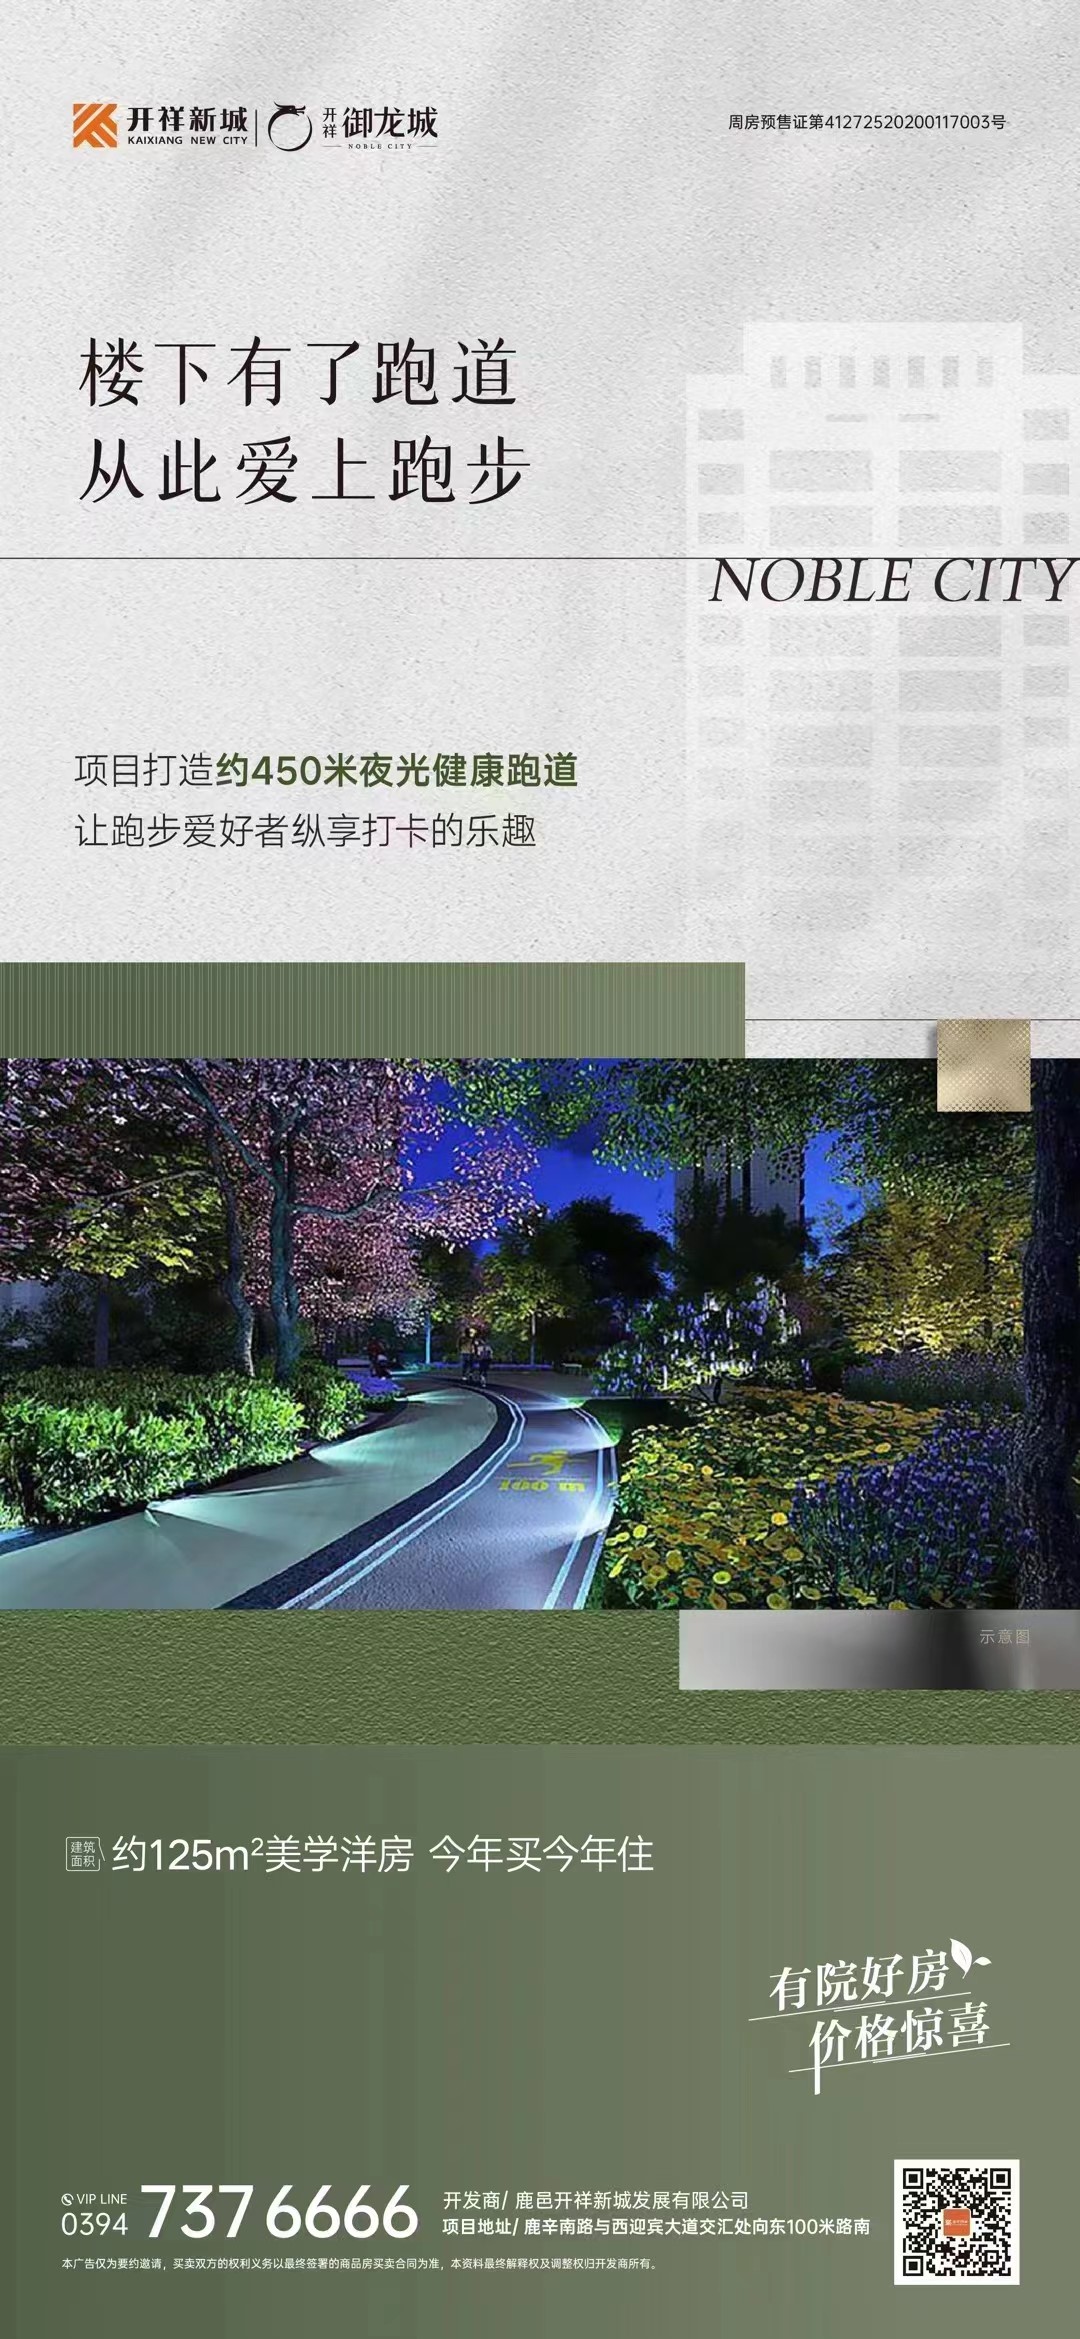 开祥新城
KAIXIANG NEW CITY
开祥
御龙城
NOBLE CITY
周房预售证第41272520200117003号
楼下有了跑道
从此爱上跑步
NOBLE CITY
项目打造约450米夜光健康跑道
让跑步爱好者纵享打卡的乐趣
100 m
示意图
建筑面积 约125m²美学洋房 今年买今年住
有院好房
价格惊喜
VIP LINE
0394 737 6666
开发商/ 鹿邑开祥新城发展有限公司
项目地址/ 鹿辛南路与西迎宾大道交汇处向东100米路南
本广告仅为要约邀请，买卖双方的权利义务以最终签署的商品房买卖合同为准，本资料最终解释权及调整权归开发商所有。